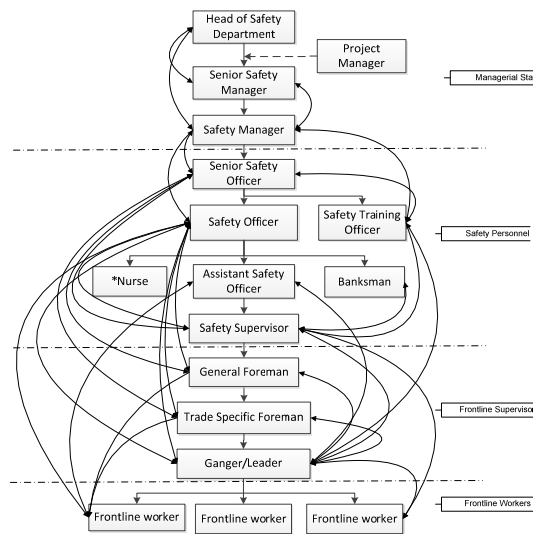 Head of Safety
Department
Project
Manager
Senior Safety
Manager
Managerial Sta
Safety Manager
Senior Safety
Officer
Safety Officer
Safety Training
Officer
Safety Personnel
*Nurse
Assistant Safety
Officer
Banksman
Safety Supervisor
General Foreman
Trade Specific Foreman
Frontline Supervisor
Ganger/Leader
Frontline Workers
Frontline worker
Frontline worker
Frontline worker